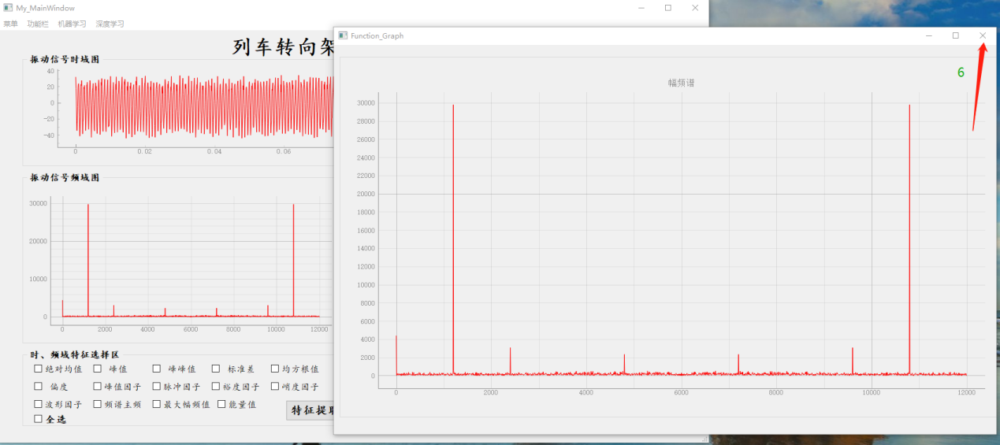 My_MainWindow
菜单 功能栏 机器学习 深度学习
列车转向架
振动信号时域图
40
20
0
-20
-40
0 0.02 0.04 0.06
振动信号频域图
30000
20000
10000
0
0 2000 4000 6000 8000 10000 12000
时、频域特征选择区
绝对均值 峰值 峰峰值 标准差 均方根值
偏度 峰值因子 脉冲因子 裕度因子 峭度因子
波形因子 频谱主频 最大幅频值 能量值
全选
特征提取
Function_Graph
6
幅频谱
30000
28000
26000
24000
22000
20000
18000
16000
14000
12000
10000
8000
6000
4000
2000
0
0 2000 4000 6000 8000 10000 12000